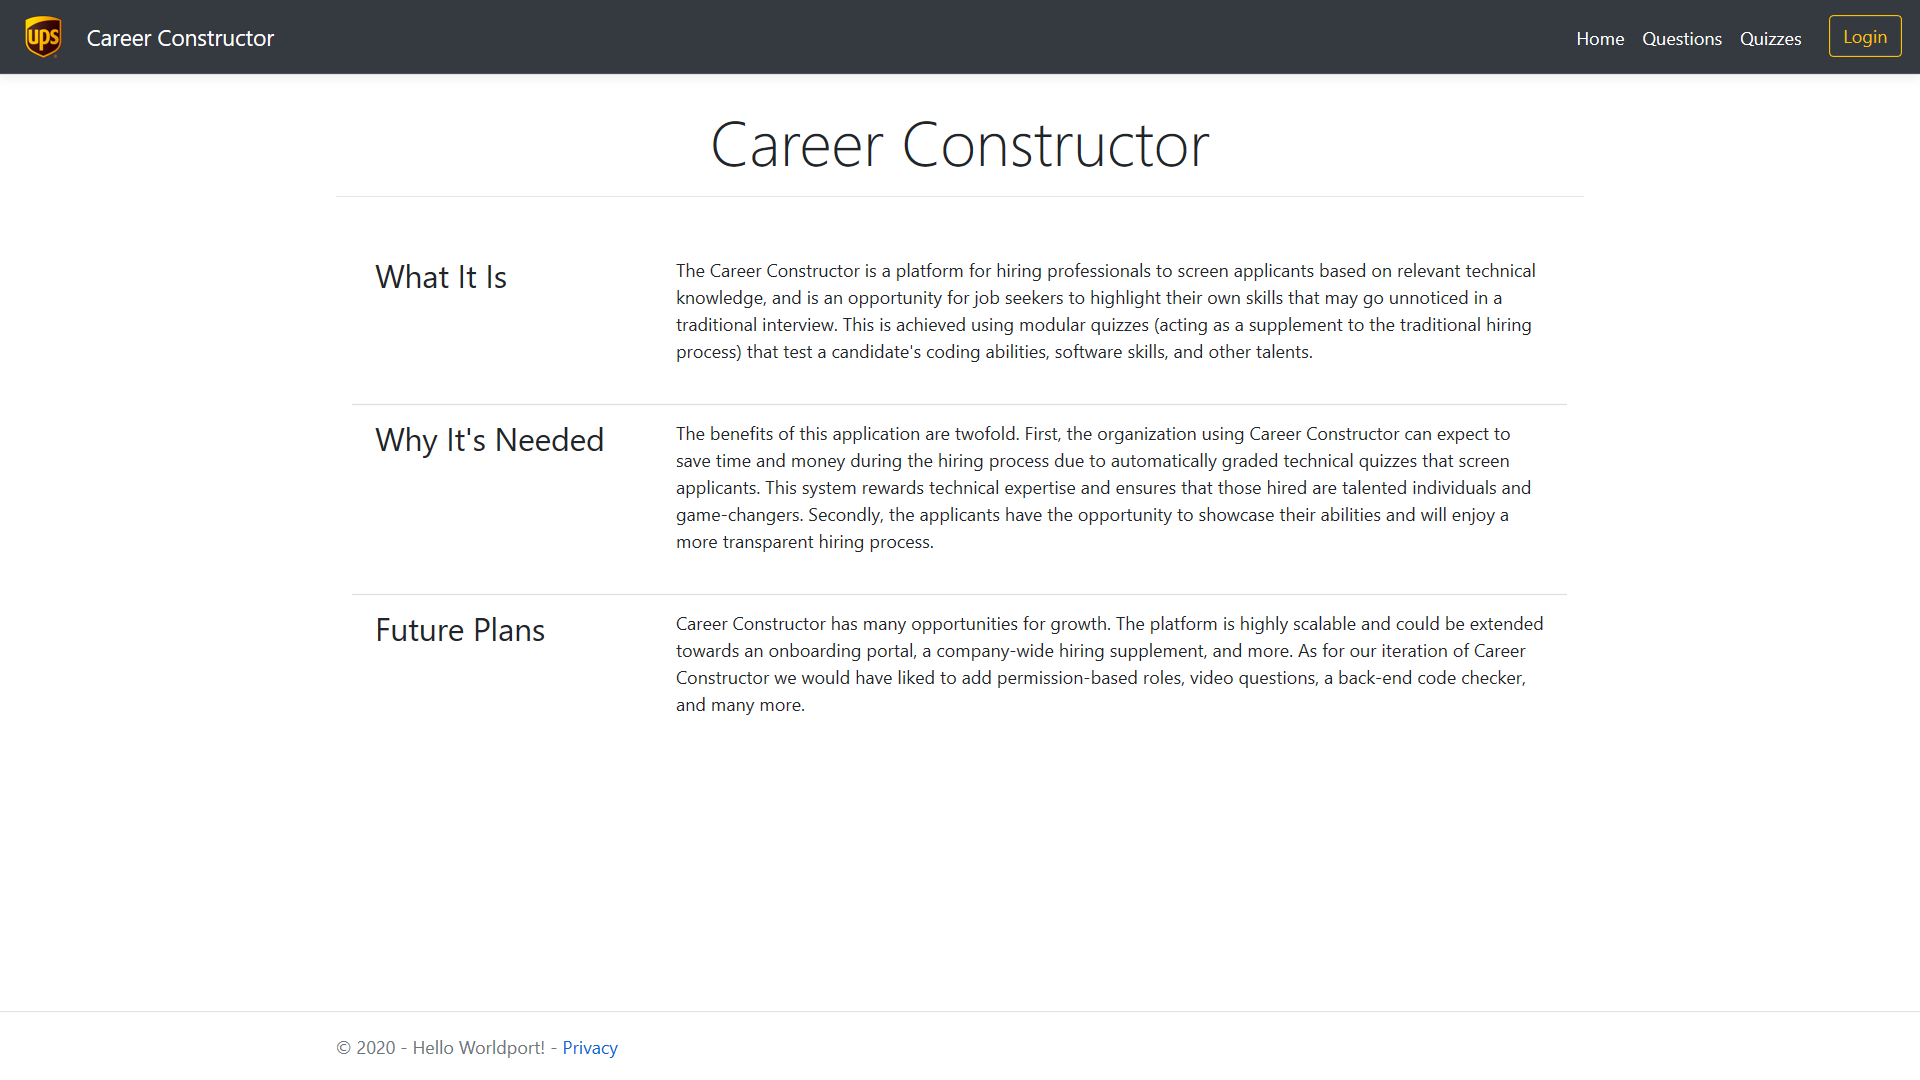 ups
Career Constructor
Home Questions Quizzes Login
Career Constructor
What It Is
The Career Constructor is a platform for hiring professionals to screen applicants based on relevant technical
knowledge, and is an opportunity for job seekers to highlight their own skills that may go unnoticed in a
traditional interview. This is achieved using modular quizzes (acting as a supplement to the traditional hiring
process) that test a candidate's coding abilities, software skills, and other talents.
Why It's Needed
The benefits of this application are twofold. First, the organization using Career Constructor can expect to
save time and money during the hiring process due to automatically graded technical quizzes that screen
applicants. This system rewards technical expertise and ensures that those hired are talented individuals and
game-changers. Secondly, the applicants have the opportunity to showcase their abilities and will enjoy a
more transparent hiring process.
Future Plans
Career Constructor has many opportunities for growth. The platform is highly scalable and could be extended
towards an onboarding portal, a company-wide hiring supplement, and more. As for our iteration of Career
Constructor we would have liked to add permission-based roles, video questions, a back-end code checker,
and many more.
© 2020 - Hello Worldport! - Privacy